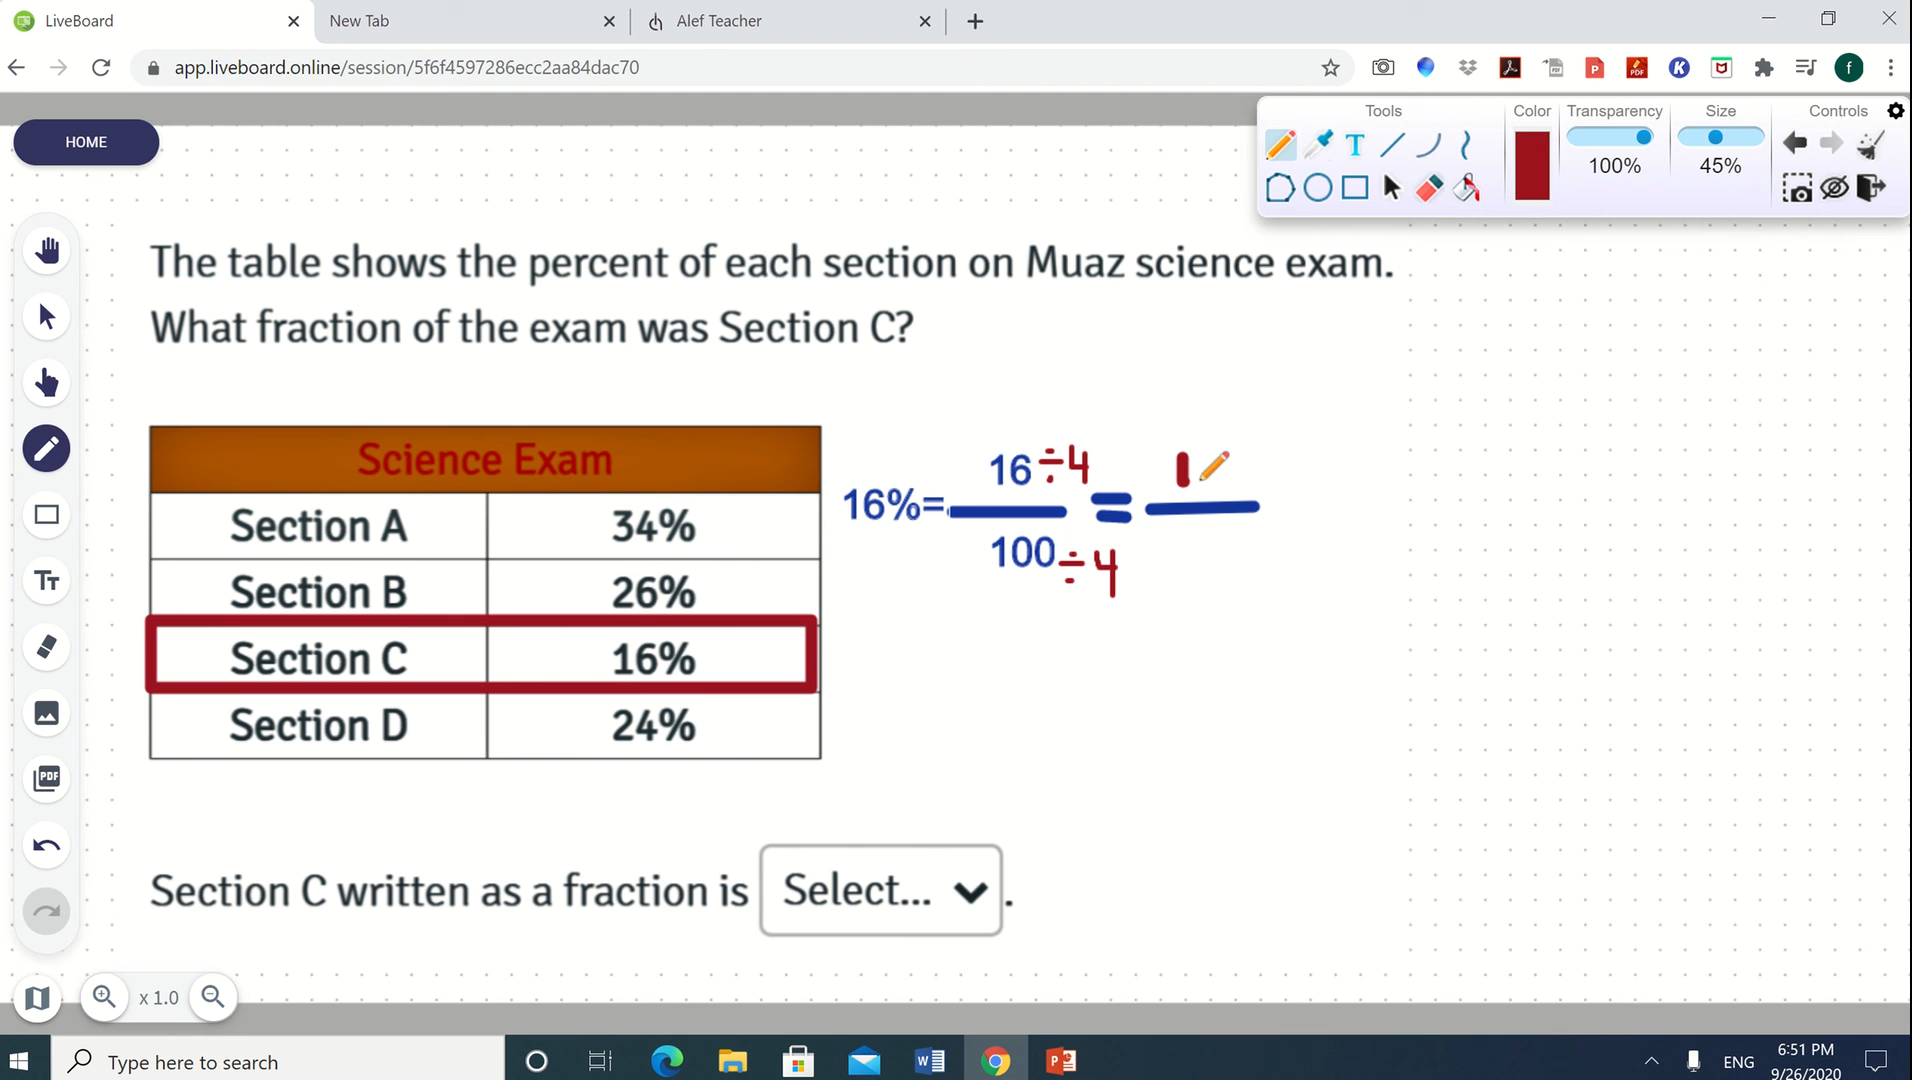 LiveBoard
New Tab
Alef Teacher
app.liveboard.online/session/5f6f4597286ecc2aa84dac70
f
HOME
Tools
Color
Transparency
Size
Controls
100%
45%
The table shows the percent of each section on Muaz science exam.
What fraction of the exam was Section C?
Science Exam
Section A 34%
Section B 26%
Section C 16%
Section D 24%
16 ÷4
16%= = 1
100 ÷4
Section C written as a fraction is Select... .
x 1.0
Type here to search
ENG
6:51 PM
9/26/2020